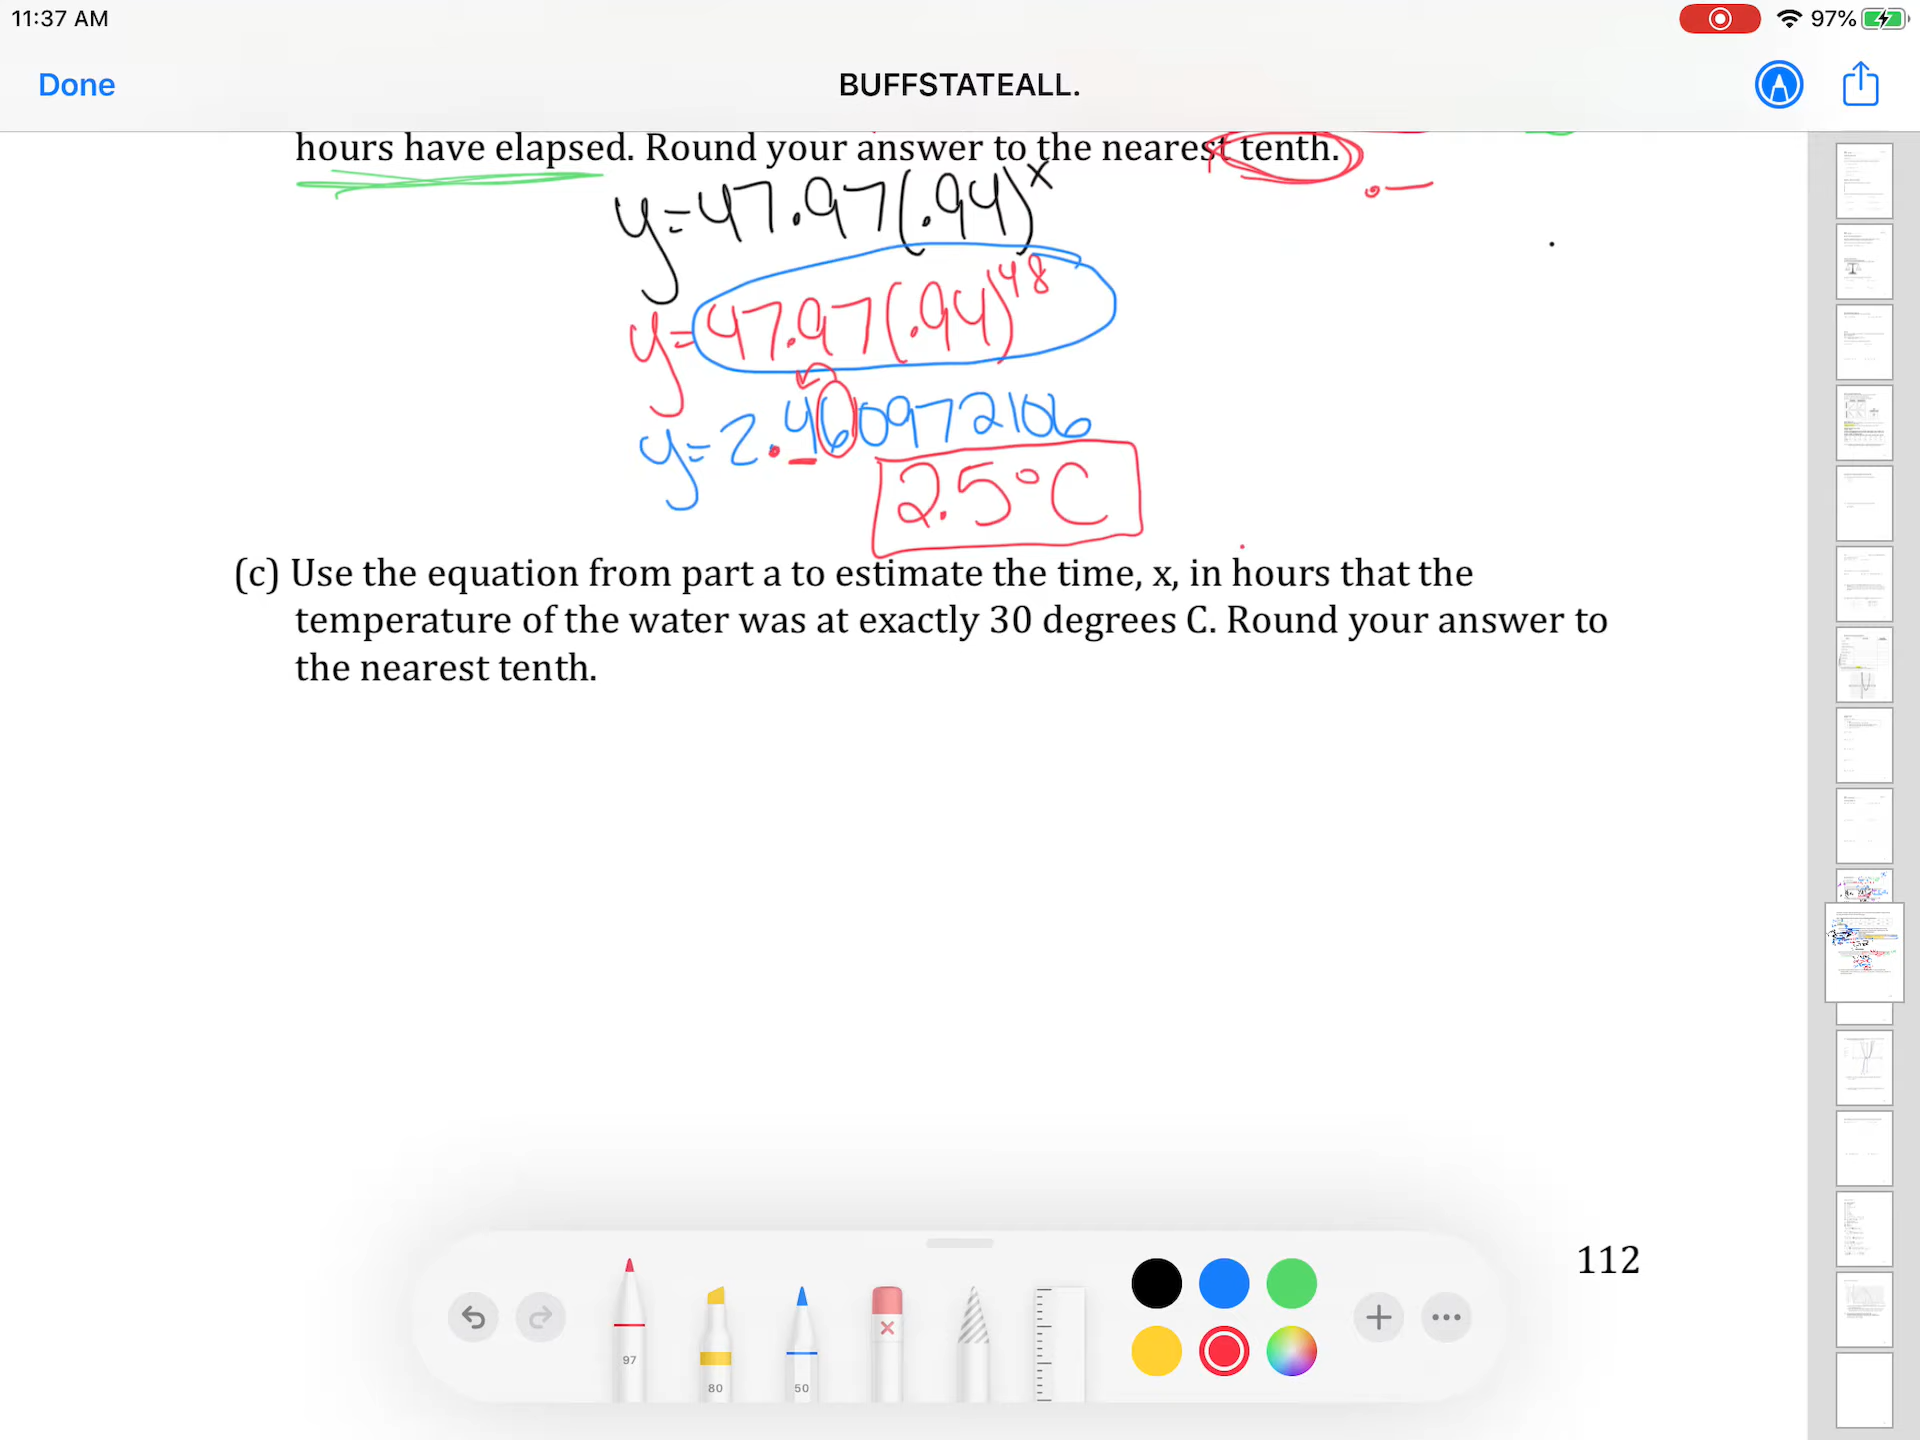 11:37 AM
97%
Done
BUFFSTATEALL.
hours have elapsed. Round your answer to the nearest tenth.
y=47.97(.94)^x
y=47.97(.94)^48
y=2.460972106
2.5°C
(c) Use the equation from part a to estimate the time, x, in hours that the
temperature of the water was at exactly 30 degrees C. Round your answer to
the nearest tenth.
112
97
80
50